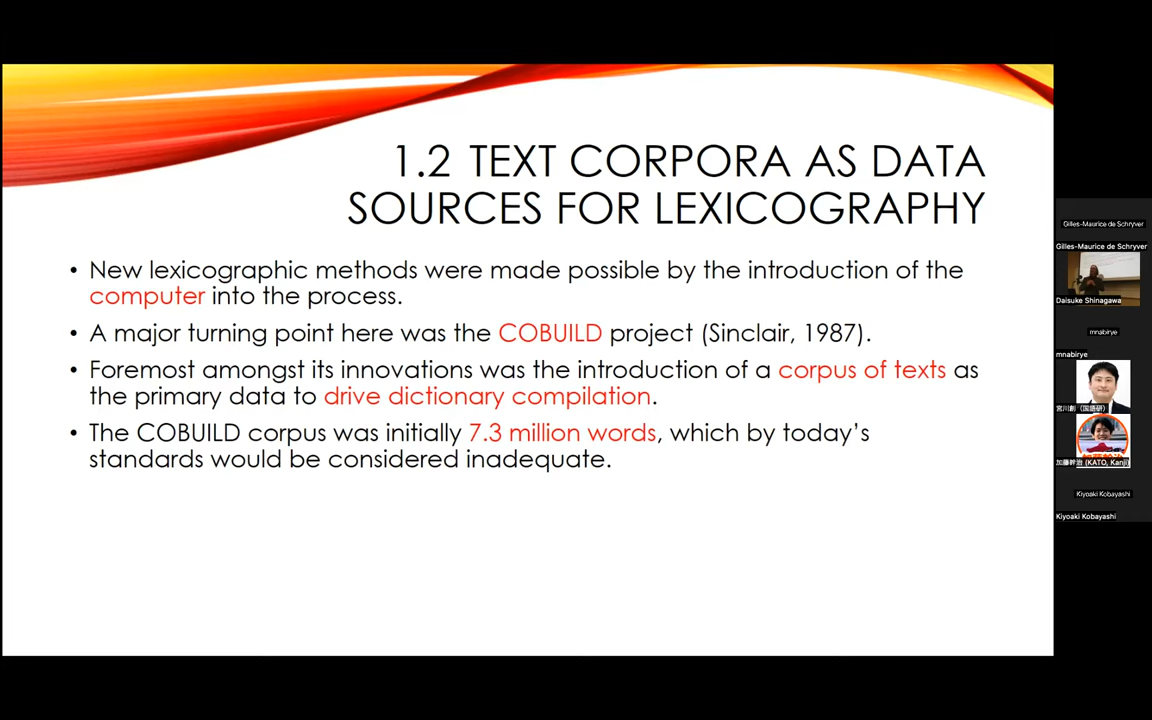 1.2 TEXT CORPORA AS DATA
SOURCES FOR LEXICOGRAPHY
• New lexicographic methods were made possible by the introduction of the
computer into the process.
• A major turning point here was the COBUILD project (Sinclair, 1987).
• Foremost amongst its innovations was the introduction of a corpus of texts as
the primary data to drive dictionary compilation.
• The COBUILD corpus was initially 7.3 million words, which by today's
standards would be considered inadequate.
Gilles-Maurice de Schryver
Gilles-Maurice de Schryver
Daisuke Shinagawa
mnabirye
mnabirye
宮川創（国語研）
加藤幹治 (KATO, Kanji)
Kiyoaki Kobayashi
Kiyoaki Kobayashi